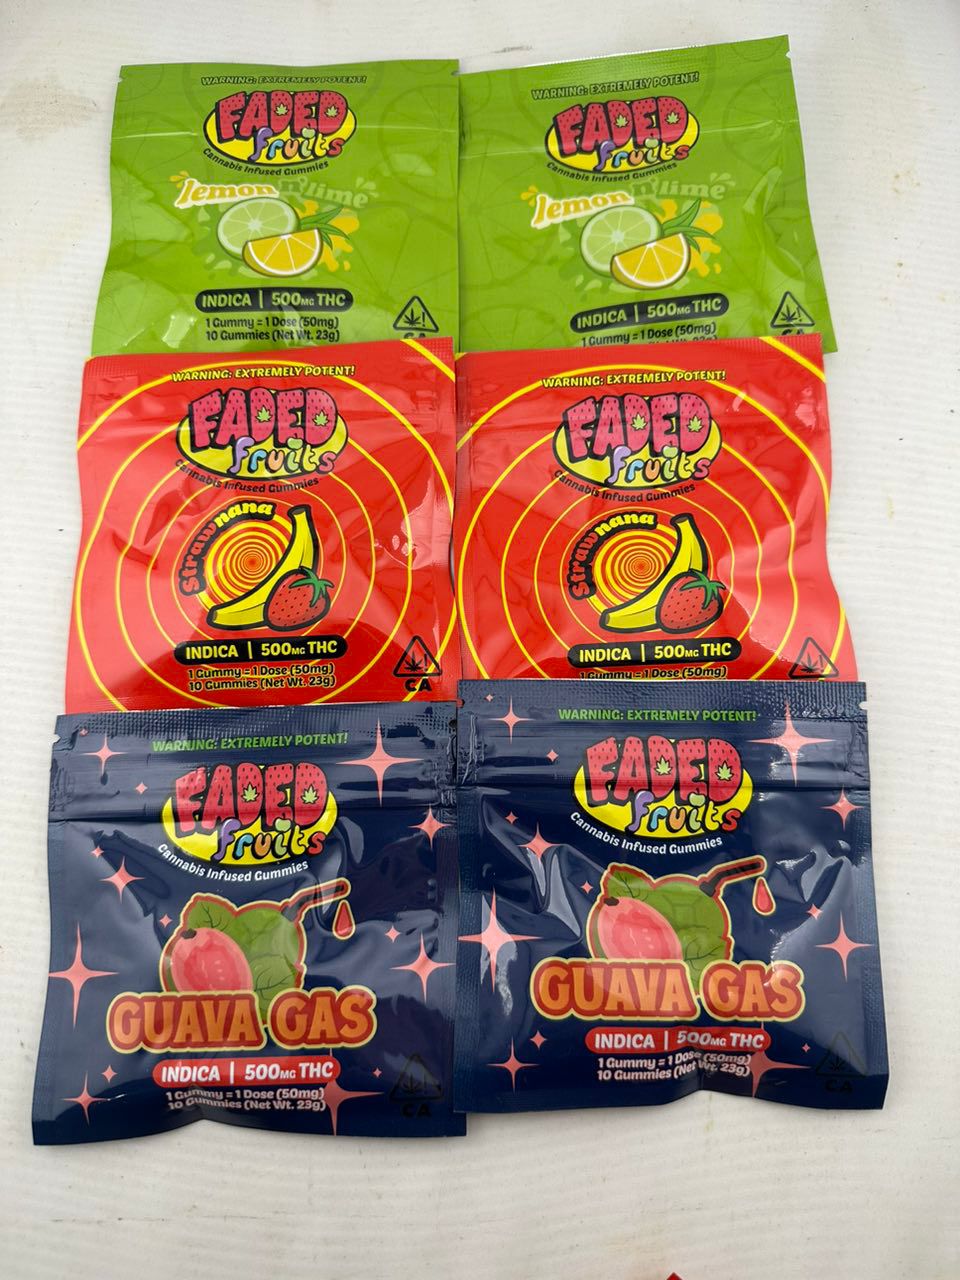 WARNING: EXTREMELY POTENT!
FADED
fruits
Cannabis Infused Gummies
lemon n' lime
INDICA | 500MG THC
1 Gummy = 1 Dose (50mg)
10 Gummies (Net Wt. 23g)
CA
WARNING: EXTREMELY POTENT!
FADED
fruits
Cannabis Infused Gummies
lemon n' lime
INDICA | 500MG THC
1 Gummy = 1 Dose (50mg)
WARNING: EXTREMELY POTENT!
FADED
fruits
Cannabis Infused Gummies
Strawnana
INDICA | 500MG THC
1 Gummy = 1 Dose (50mg)
10 Gummies (Net Wt. 23g)
CA
WARNING: EXTREMELY POTENT!
FADED
fruits
Cannabis Infused Gummies
Strawnana
INDICA | 500MG THC
1 Gummy = 1 Dose (50mg)
WARNING: EXTREMELY POTENT!
FADED
fruits
Cannabis Infused Gummies
GUAVA GAS
INDICA | 500MG THC
1 Gummy = 1 Dose (50mg)
10 Gummies (Net Wt. 23g)
CA
WARNING: EXTREMELY POTENT!
FADED
fruits
Cannabis Infused Gummies
GUAVA GAS
INDICA | 500MG THC
1 Gummy = 1 Dose (50mg)
10 Gummies (Net Wt. 23g)
CA